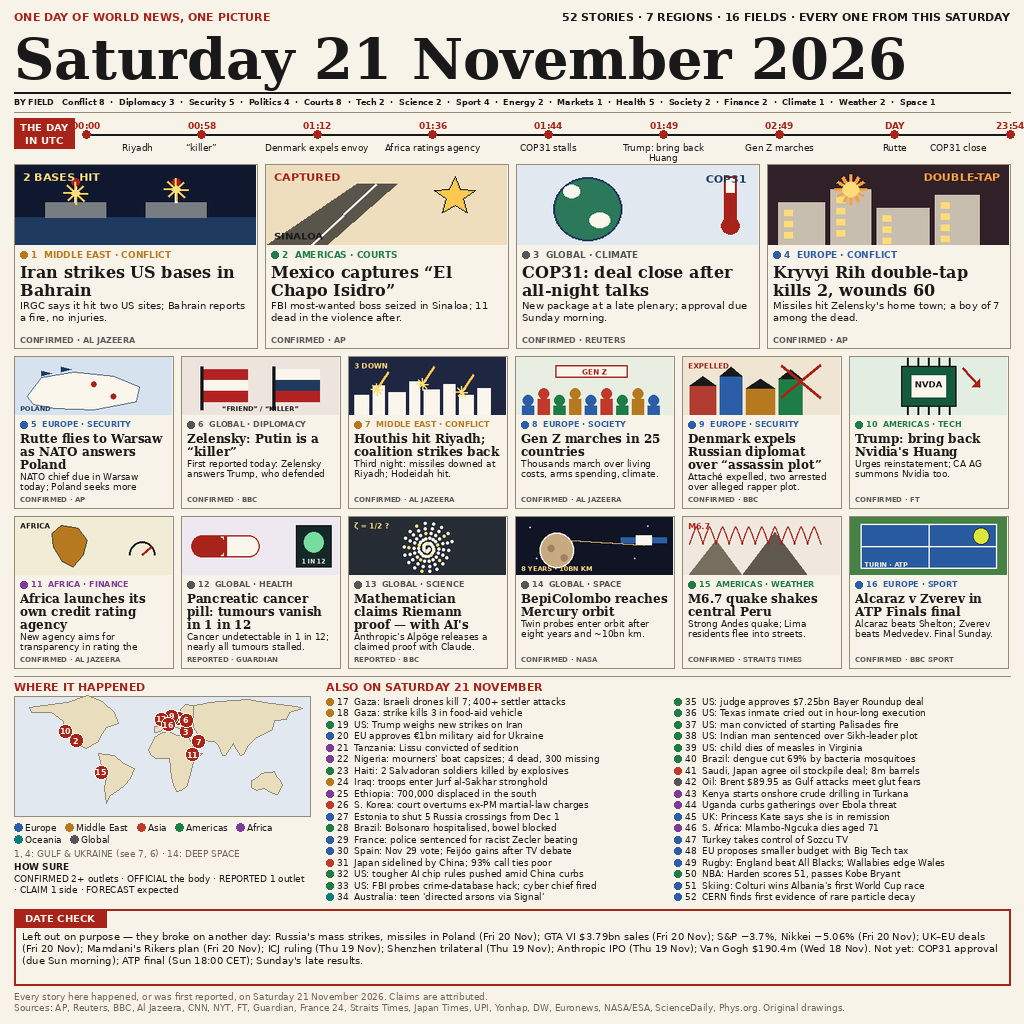 ONE DAY OF WORLD NEWS, ONE PICTURE
52 STORIES · 7 REGIONS · 16 FIELDS · EVERY ONE FROM THIS SATURDAY
Saturday 21 November 2026
BY FIELD Conflict 8 · Diplomacy 3 · Security 5 · Politics 4 · Courts 8 · Tech 2 · Science 2 · Sport 4 · Energy 2 · Markets 1 · Health 5 · Society 2 · Finance 2 · Climate 1 · Weather 2 · Space 1
THE DAY
IN UTC
00:00 00:58 01:12 01:36 01:44 01:49 02:49 DAY 23:54
Riyadh “killer” Denmark expels envoy Africa ratings agency COP31 stalls Trump: bring back Gen Z marches Rutte COP31 close
Huang
2 BASES HIT
1 MIDDLE EAST · CONFLICT
Iran strikes US bases in
Bahrain
IRGC says it hit two US sites; Bahrain reports
a fire, no injuries.
CONFIRMED · AL JAZEERA
CAPTURED
SINALOA
2 AMERICAS · COURTS
Mexico captures “El
Chapo Isidro”
FBI most-wanted boss seized in Sinaloa; 11
dead in the violence after.
CONFIRMED · AP
COP31
3 GLOBAL · CLIMATE
COP31: deal close after
all-night talks
New package at a late plenary; approval due
Sunday morning.
CONFIRMED · REUTERS
DOUBLE-TAP
4 EUROPE · CONFLICT
Kryvyi Rih double-tap
kills 2, wounds 60
Missiles hit Zelensky's home town; a boy of 7
among the dead.
CONFIRMED · AP
POLAND
5 EUROPE · SECURITY
Rutte flies to Warsaw
as NATO answers
Poland
NATO chief due in Warsaw
today; Poland seeks more
CONFIRMED · AP
“FRIEND” / “KILLER”
6 GLOBAL · DIPLOMACY
Zelensky: Putin is a
“killer”
First reported today: Zelensky
answers Trump, who defended
CONFIRMED · BBC
3 DOWN
7 MIDDLE EAST · CONFLICT
Houthis hit Riyadh;
coalition strikes back
Third night: missiles downed at
Riyadh; Hodeidah hit.
CONFIRMED · AL JAZEERA
GEN Z
8 EUROPE · SOCIETY
Gen Z marches in 25
countries
Thousands march over living
costs, arms spending, climate.
CONFIRMED · AL JAZEERA
EXPELLED
9 EUROPE · SECURITY
Denmark expels
Russian diplomat
over “assassin plot”
Attaché expelled, two arrested
over alleged rapper plot.
CONFIRMED · BBC
NVDA
10 AMERICAS · TECH
Trump: bring back
Nvidia's Huang
Urges reinstatement; CA AG
summons Nvidia too.
CONFIRMED · FT
AFRICA
11 AFRICA · FINANCE
Africa launches its
own credit rating
agency
New agency aims for
transparency in rating the
CONFIRMED · AL JAZEERA
1 IN 12
12 GLOBAL · HEALTH
Pancreatic cancer
pill: tumours vanish
in 1 in 12
Cancer undetectable in 1 in 12;
nearly all tumours stalled.
REPORTED · GUARDIAN
ζ = 1/2 ?
13 GLOBAL · SCIENCE
Mathematician
claims Riemann
proof — with AI's
Anthropic's Alpöge releases a
claimed proof with Claude.
REPORTED · BBC
8 YEARS · 10BN KM
14 GLOBAL · SPACE
BepiColombo reaches
Mercury orbit
Twin probes enter orbit after
eight years and ~10bn km.
CONFIRMED · NASA
M6.7
15 AMERICAS · WEATHER
M6.7 quake shakes
central Peru
Strong Andes quake; Lima
residents flee into streets.
CONFIRMED · STRAITS TIMES
TURIN · ATP
16 EUROPE · SPORT
Alcaraz v Zverev in
ATP Finals final
Alcaraz beats Shelton; Zverev
beats Medvedev. Final Sunday.
CONFIRMED · BBC SPORT
WHERE IT HAPPENED
10 2 15 16 6 3 7 11
Europe Middle East Asia Americas Africa
Oceania Global
1, 4: GULF & UKRAINE (see 7, 6) · 14: DEEP SPACE
HOW SURE
CONFIRMED 2+ outlets · OFFICIAL the body · REPORTED 1 outlet
· CLAIM 1 side · FORECAST expected
ALSO ON SATURDAY 21 NOVEMBER
17 Gaza: Israeli drones kill 7; 400+ settler attacks
18 Gaza: strike kills 3 in food-aid vehicle
19 US: Trump weighs new strikes on Iran
20 EU approves €1bn military aid for Ukraine
21 Tanzania: Lissu convicted of sedition
22 Nigeria: mourners' boat capsizes; 4 dead, 300 missing
23 Haiti: 2 Salvadoran soldiers killed by explosives
24 Iraq: troops enter Jurf al-Sakhar stronghold
25 Ethiopia: 700,000 displaced in the south
26 S. Korea: court overturns ex-PM martial-law charges
27 Estonia to shut 5 Russia crossings from Dec 1
28 Brazil: Bolsonaro hospitalised, bowel blocked
29 France: police sentenced for racist Zecler beating
30 Spain: Nov 29 vote; Feijóo gains after TV debate
31 Japan sidelined by China; 93% call ties poor
32 US: tougher AI chip rules pushed amid China curbs
33 US: FBI probes crime-database hack; cyber chief fired
34 Australia: teen ‘directed arsons via Signal’
35 US: judge approves $7.25bn Bayer Roundup deal
36 US: Texas inmate cried out in hour-long execution
37 US: man convicted of starting Palisades fire
38 US: Indian man sentenced over Sikh-leader plot
39 US: child dies of measles in Virginia
40 Brazil: dengue cut 69% by bacteria mosquitoes
41 Saudi, Japan agree oil stockpile deal; 8m barrels
42 Oil: Brent $89.95 as Gulf attacks meet glut fears
43 Kenya starts onshore crude drilling in Turkana
44 Uganda curbs gatherings over Ebola threat
45 UK: Princess Kate says she is in remission
46 S. Africa: Mlambo-Ngcuka dies aged 71
47 Turkey takes control of Sozcu TV
48 EU proposes smaller budget with Big Tech tax
49 Rugby: England beat All Blacks; Wallabies edge Wales
50 NBA: Harden scores 51, passes Kobe Bryant
51 Skiing: Colturi wins Albania's first World Cup race
52 CERN finds first evidence of rare particle decay
DATE CHECK
Left out on purpose — they broke on another day: Russia's mass strikes, missiles in Poland (Fri 20 Nov); GTA VI $3.79bn sales (Fri 20 Nov); S&P −3.7%, Nikkei −5.06% (Fri 20 Nov); UK–EU deals
(Fri 20 Nov); Mamdani's Rikers plan (Fri 20 Nov); ICJ ruling (Thu 19 Nov); Shenzhen trilateral (Thu 19 Nov); Anthropic IPO (Thu 19 Nov); Van Gogh $190.4m (Wed 18 Nov). Not yet: COP31 approval
(due Sun morning); ATP final (Sun 18:00 CET); Sunday's late results.
Every story here happened, or was first reported, on Saturday 21 November 2026. Claims are attributed.
Sources: AP, Reuters, BBC, Al Jazeera, CNN, NYT, FT, Guardian, France 24, Straits Times, Japan Times, UPI, Yonhap, DW, Euronews, NASA/ESA, ScienceDaily, Phys.org. Original drawings.